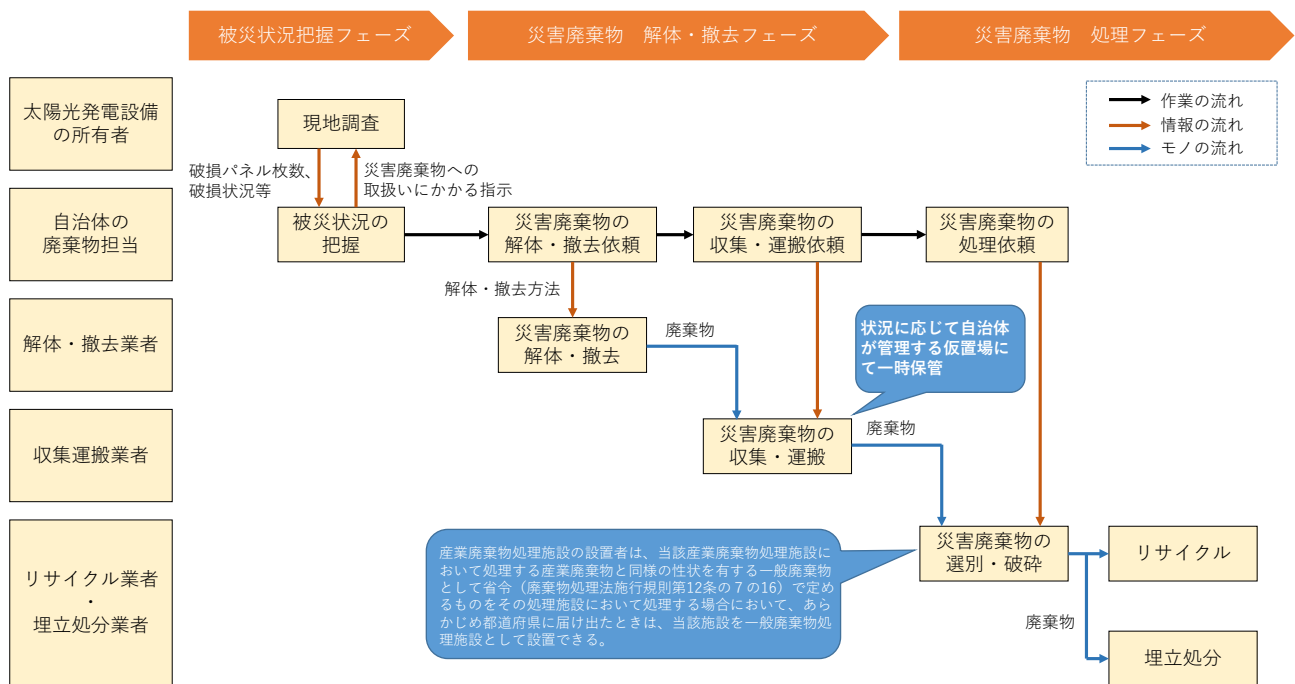 被災状況把握フェーズ
災害廃棄物　解体・撤去フェーズ
災害廃棄物　処理フェーズ
太陽光発電設備
の所有者
現地調査
作業の流れ
情報の流れ
モノの流れ
破損パネル枚数、
破損状況等
災害廃棄物への
取扱いにかかる指示
自治体の
廃棄物担当
被災状況の
把握
災害廃棄物の
解体・撤去依頼
災害廃棄物の
収集・運搬依頼
災害廃棄物の
処理依頼
解体・撤去方法
解体・撤去業者
災害廃棄物の
解体・撤去
廃棄物
状況に応じて自治体
が管理する仮置場に
て一時保管
収集運搬業者
災害廃棄物の
収集・運搬
廃棄物
リサイクル業者
・
埋立処分業者
産業廃棄物処理施設の設置者は、当該産業廃棄物処理施設に
おいて処理する産業廃棄物と同様の性状を有する一般廃棄物
として省令（廃棄物処理法施行規則第12条の７の16）で定め
るものをその処理施設において処理する場合において、あら
かじめ都道府県に届け出たときは、当該施設を一般廃棄物処
理施設として設置できる。
災害廃棄物の
選別・破砕
リサイクル
廃棄物
埋立処分